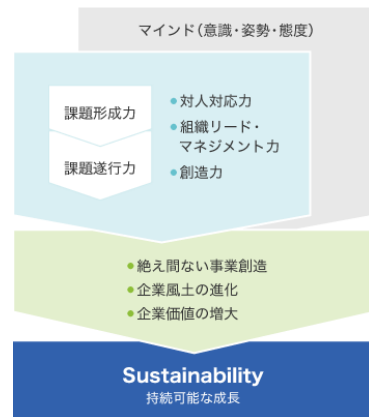 マインド(意識・姿勢・態度)
課題形成力
課題遂行力
●対人対応力
●組織リード・
マネジメント力
●創造力
●絶え間ない事業創造
●企業風土の進化
●企業価値の増大
Sustainability
持続可能な成長